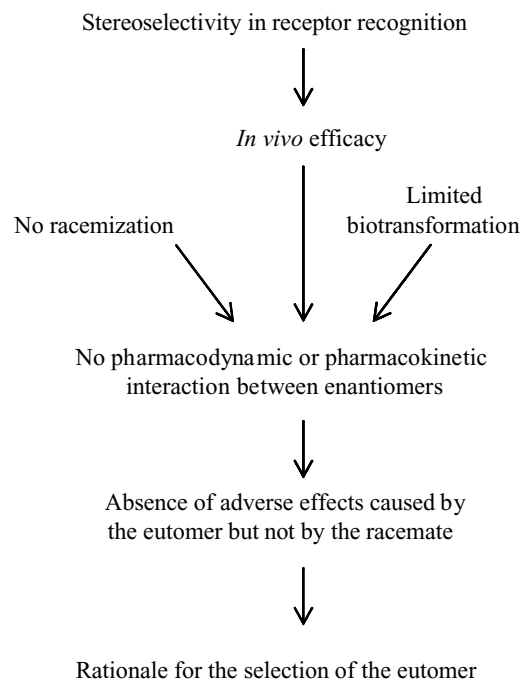 Stereoselectivity in receptor recognition
In vivo efficacy
No racemization
Limited
biotransformation
No pharmacodynamic or pharmacokinetic
interaction between enantiomers
Absence of adverse effects caused by
the eutomer but not by the racemate
Rationale for the selection of the eutomer